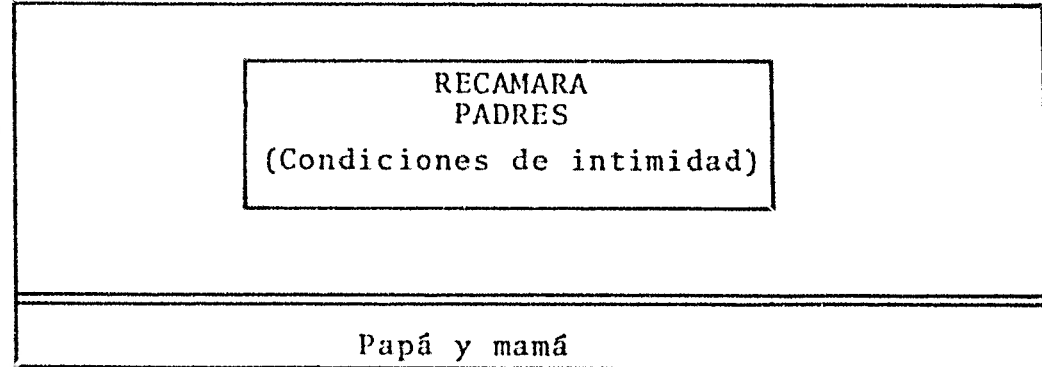 RECAMARA
PADRES
(Condiciones de intimidad)
Papá y mamá